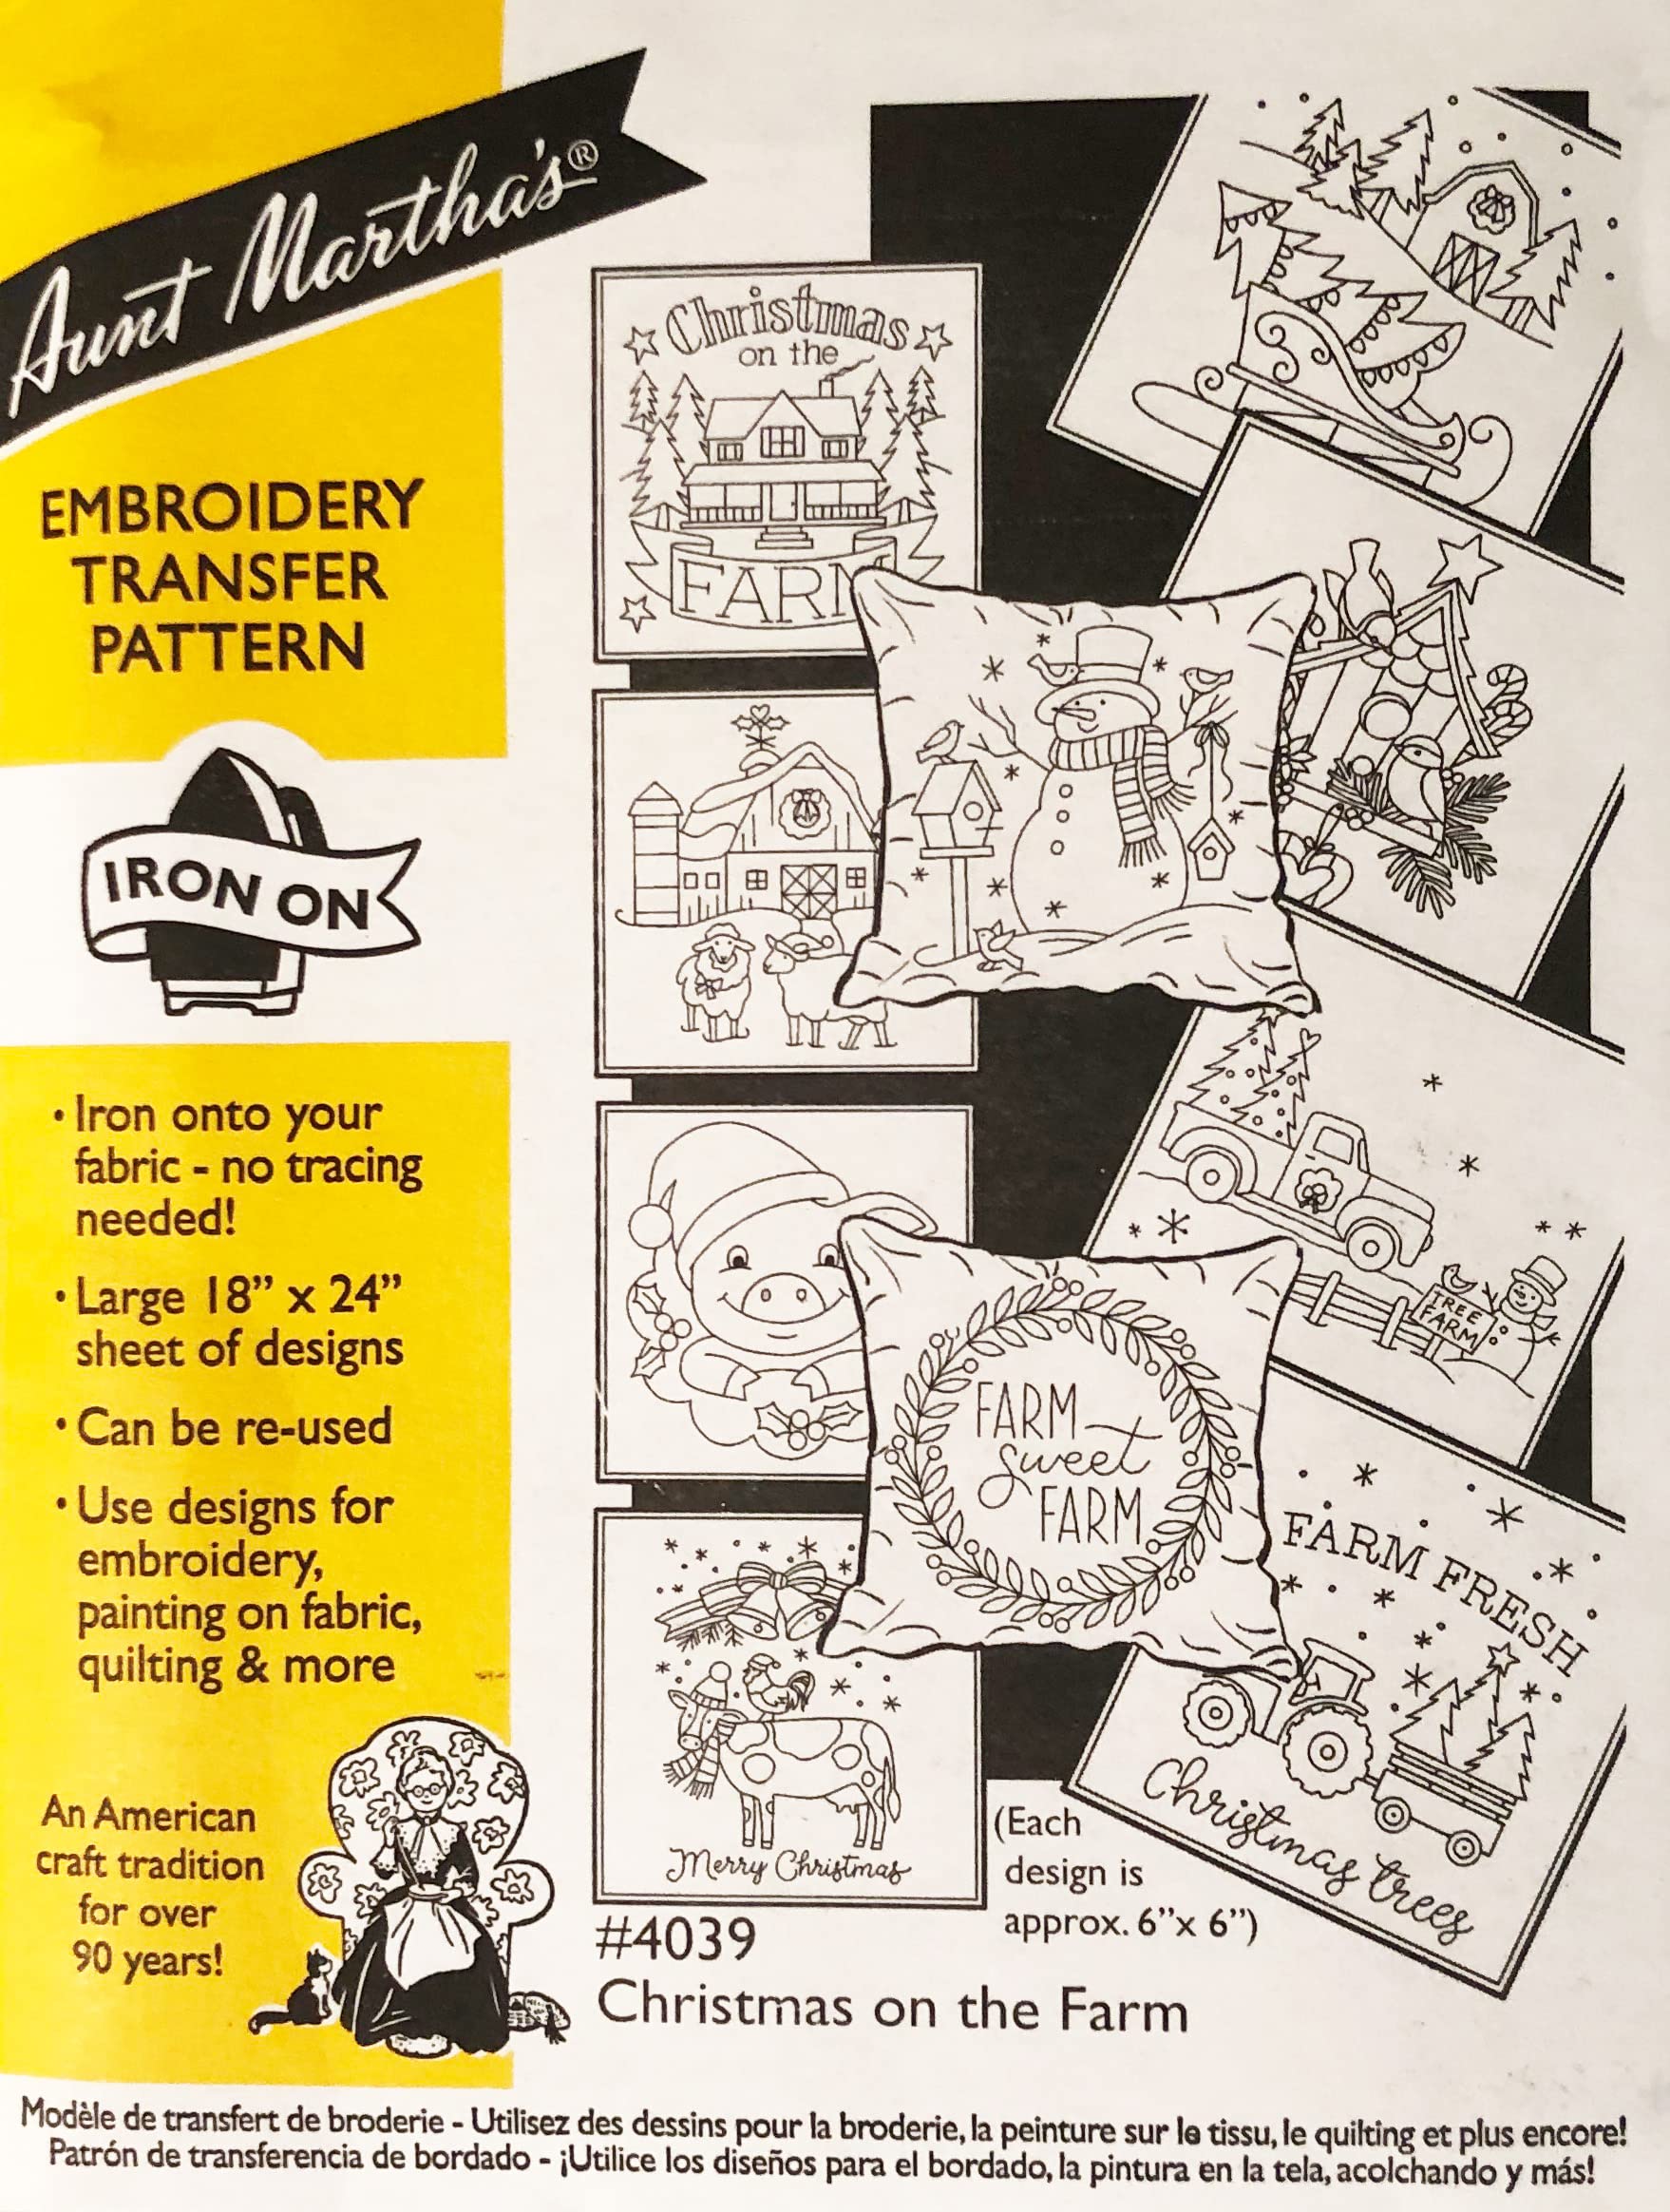 Aunt Martha's®
EMBROIDERY
TRANSFER
PATTERN
IRON ON
• Iron onto your
fabric - no tracing
needed!
• Large 18” x 24”
sheet of designs
• Can be re-used
• Use designs for
embroidery,
painting on fabric,
quilting & more
An American
craft tradition
for over
90 years!
Christmas
on the
FARM
FARM
sweet
FARM
Merry Christmas
TREE
FARM
FARM FRESH
Christmas trees
(Each
design is
approx. 6”x 6”)
#4039
Christmas on the Farm
Modèle de transfert de broderie - Utilisez des dessins pour la broderie, la peinture sur le tissu, le quilting et plus encore!
Patrón de transferencia de bordado - ¡Utilice los diseños para el bordado, la pintura en la tela, acolchando y más!